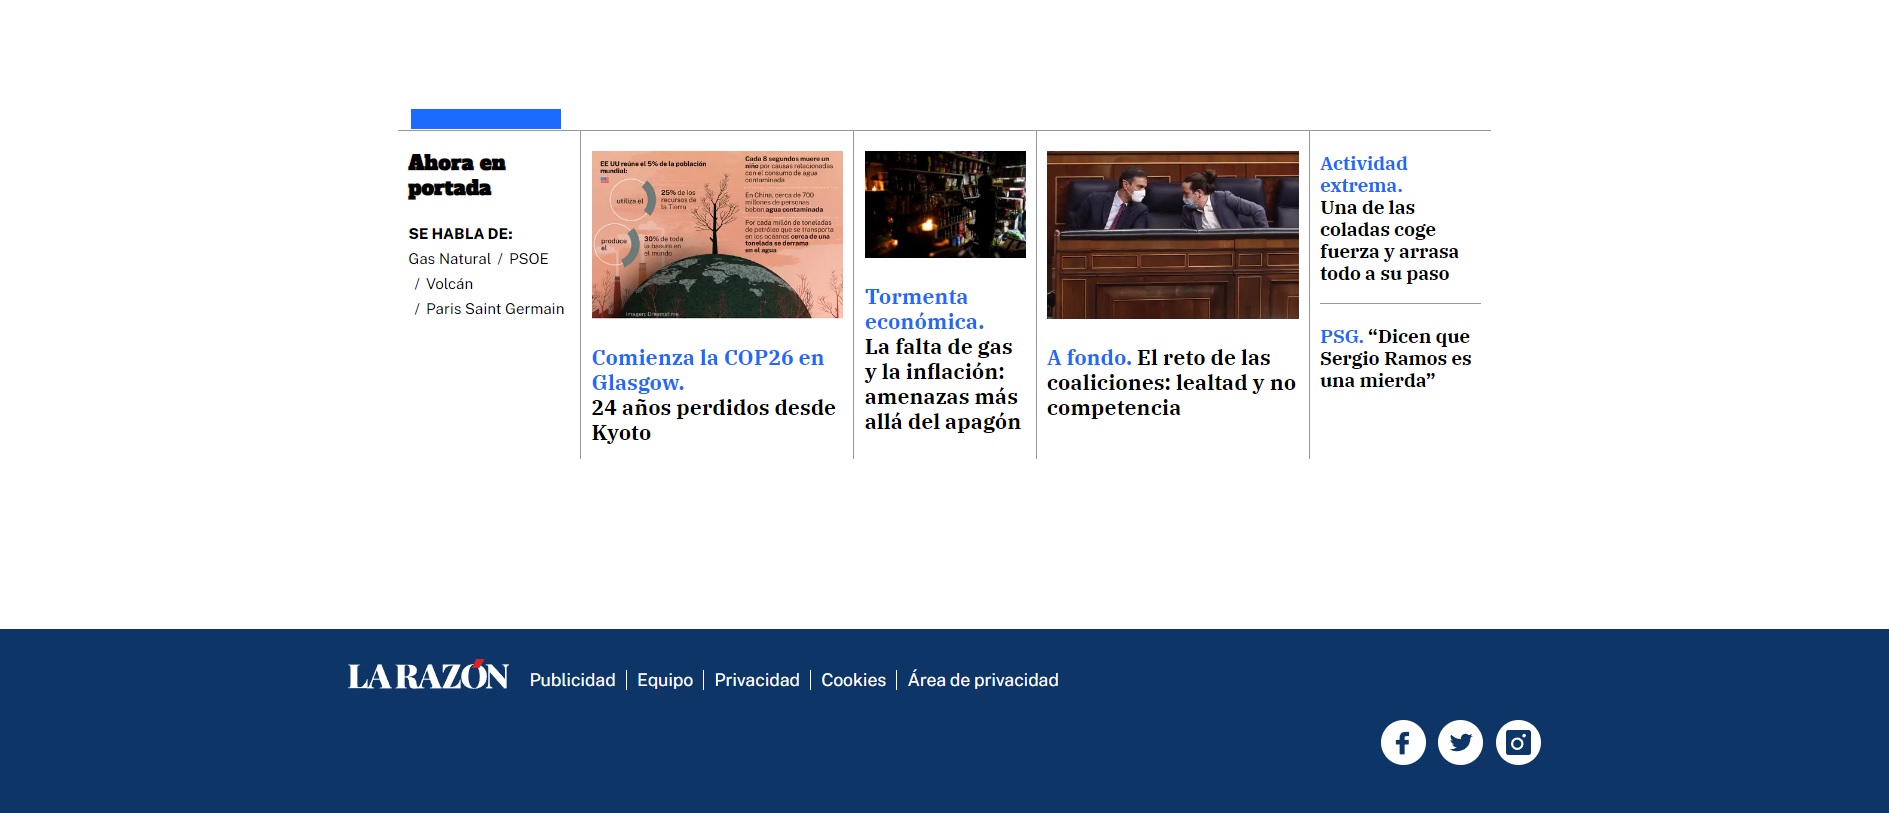 Ahora en
portada
SE HABLA DE:
Gas Natural / PSOE
/ Volcán
/ Paris Saint Germain
EE UU reúne el 5% de la población
mundial:
utiliza el
25% de los
recursos de
la Tierra
produce
el
30% de toda
la basura en
el mundo
Cada 8 segundos muere un
niño por causas relacionadas
con el consumo de agua
contaminada
En China, cerca de 700
millones de personas
beben agua contaminada
Por cada millón de toneladas
de petróleo que se transporta
en los océanos cerca de una
tonelada se derrama
en el agua
Imagen: Dreamstime
Comienza la COP26 en
Glasgow.
24 años perdidos desde
Kyoto
Tormenta
económica.
La falta de gas
y la inflación:
amenazas más
allá del apagón
A fondo. El reto de las
coaliciones: lealtad y no
competencia
Actividad
extrema.
Una de las
coladas coge
fuerza y arrasa
todo a su paso
PSG. “Dicen que
Sergio Ramos es
una mierda”
LA RAZÓN
Publicidad
Equipo
Privacidad
Cookies
Área de privacidad